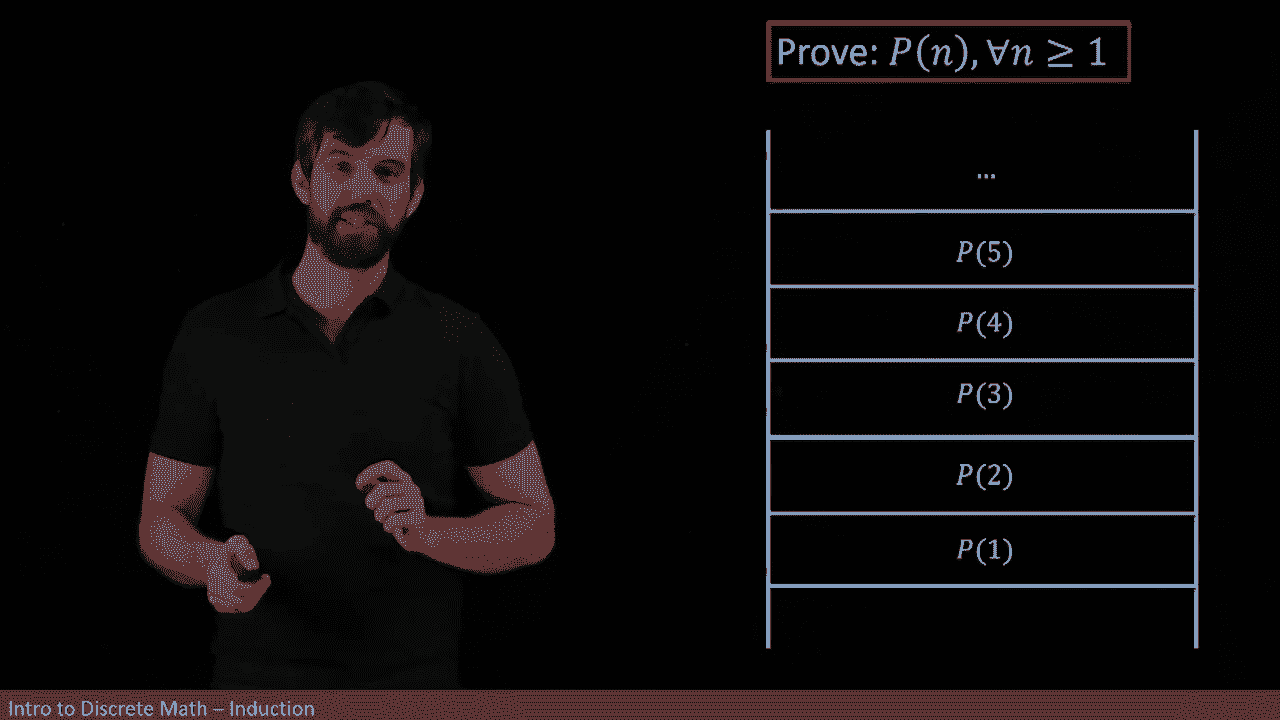 Prove: P(n), ∀n ≥ 1
...
P(5)
P(4)
P(3)
P(2)
P(1)
Intro to Discrete Math – Induction